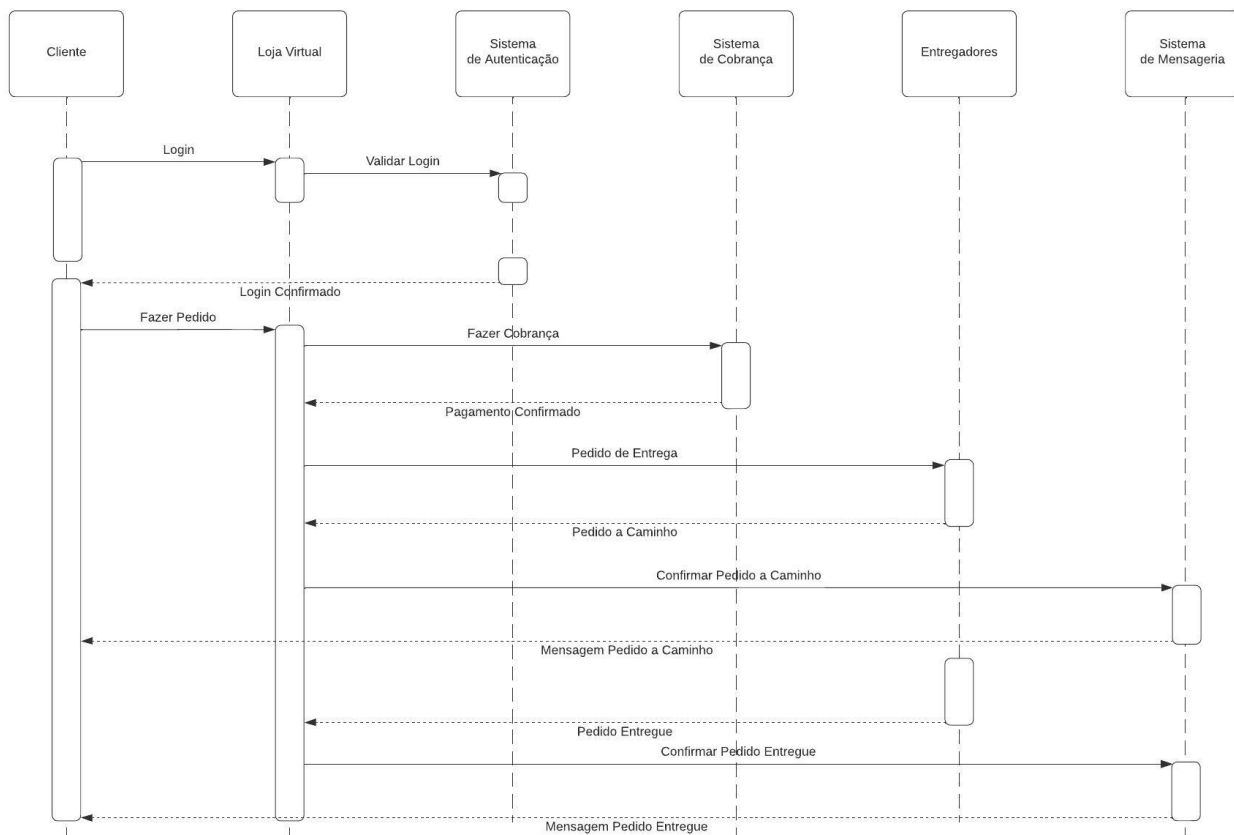 Cliente
Loja Virtual
Sistema
de Autenticação
Sistema
de Cobrança
Entregadores
Sistema
de Mensageria
Login
Validar Login
Login Confirmado
Fazer Pedido
Fazer Cobrança
Pagamento Confirmado
Pedido de Entrega
Pedido a Caminho
Confirmar Pedido a Caminho
Mensagem Pedido a Caminho
Pedido Entregue
Confirmar Pedido Entregue
Mensagem Pedido Entregue